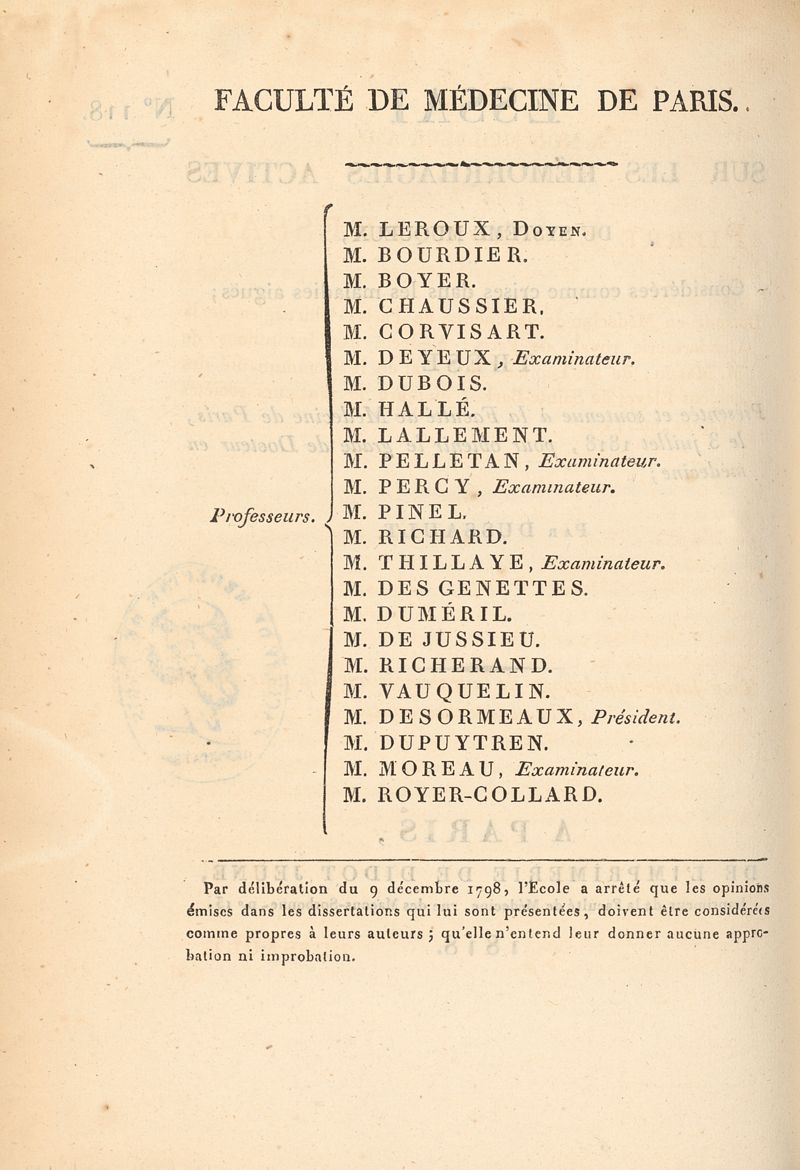 FACULTÉ DE MÉDECINE DE PARIS.
M. LEROUX, DOYEN.
M. BOURDIER.
M. BOYER.
M. CHAUSSIER.
M. CORVISART.
M. DEYEUX, Examinateur.
M. DUBOIS.
M. HALLÉ.
M. LALLEMENT.
M. PELLETAN, Examinateur.
M. PERCY, Examinateur.
Professeurs. M. PINEL.
M. RICHARD.
M. THILLAYE, Examinateur.
M. DES GENETTES.
M. DUMÉRIL.
M. DE JUSSIEU.
M. RICHERAND.
M. VAUQUELIN.
M. DESORMEAUX, Président.
M. DUPUYTREN.
M. MOREAU, Examinateur.
M. ROYER-COLLARD.
Par délibération du 9 décembre 1798, l'École a arrêté que les opinions
émises dans les dissertations qui lui sont présentées, doivent être considérées
comme propres à leurs auteurs; qu'elle n'entend leur donner aucune appro-
bation ni improbation.